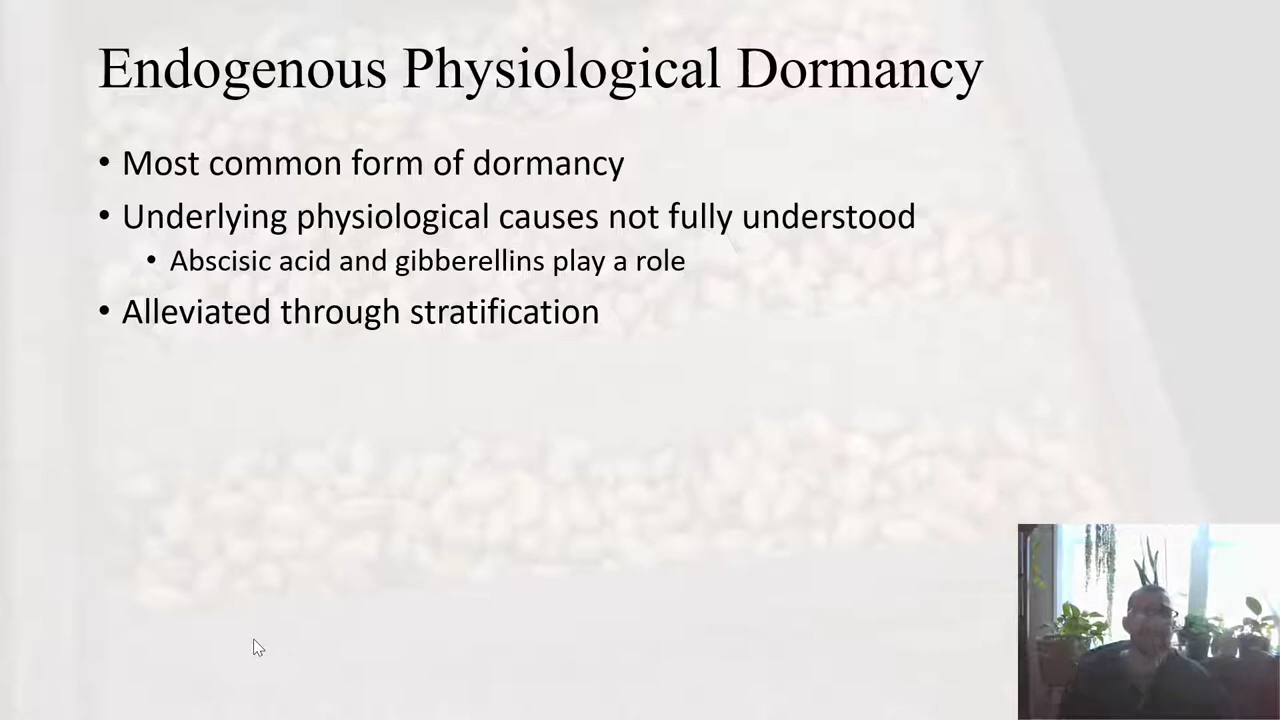 Endogenous Physiological Dormancy
• Most common form of dormancy
• Underlying physiological causes not fully understood
• Abscisic acid and gibberellins play a role
• Alleviated through stratification